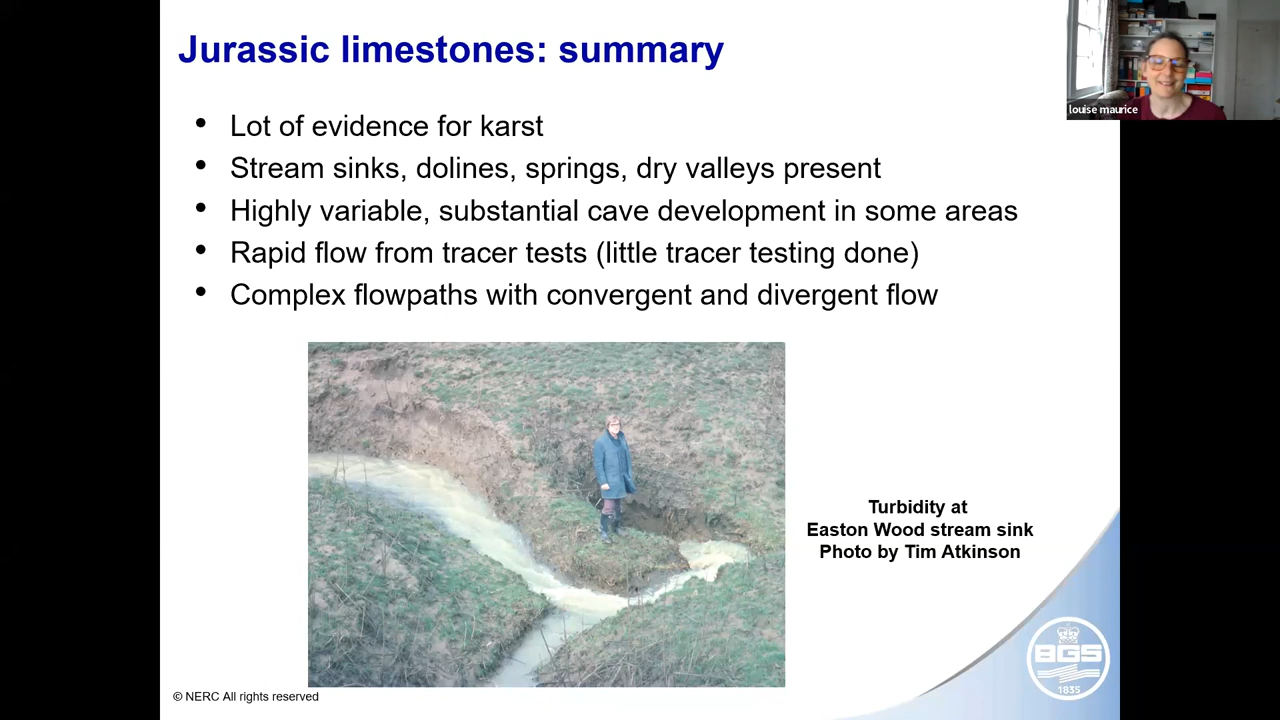 Jurassic limestones: summary
louise maurice
• Lot of evidence for karst
• Stream sinks, dolines, springs, dry valleys present
• Highly variable, substantial cave development in some areas
• Rapid flow from tracer tests (little tracer testing done)
• Complex flowpaths with convergent and divergent flow
Turbidity at
Easton Wood stream sink
Photo by Tim Atkinson
BGS
1835
© NERC All rights reserved